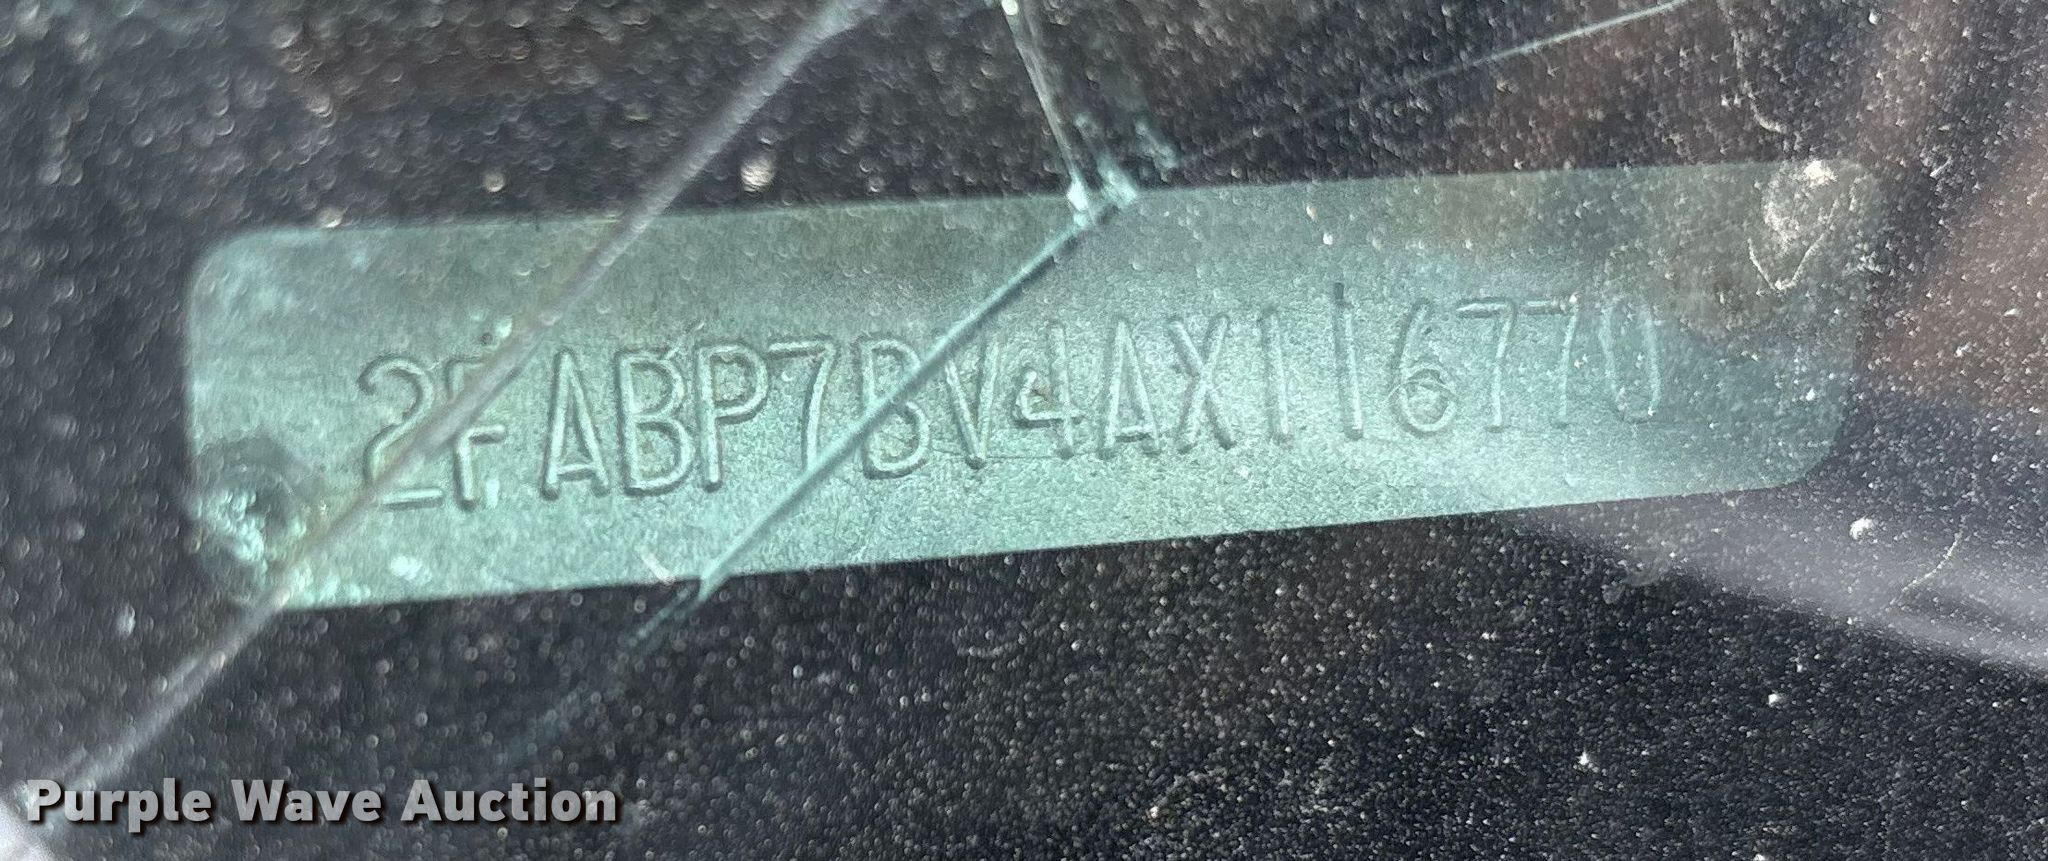 2FABP7BV4AX116770
Purple Wave Auction